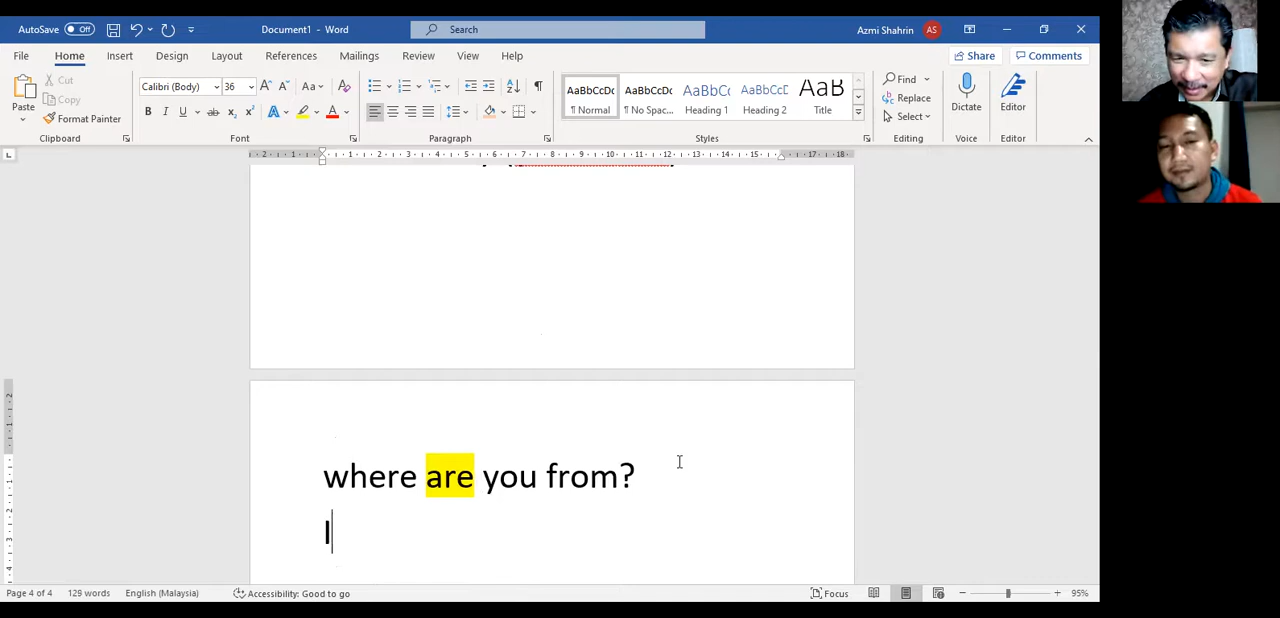 AutoSave Off Document1 - Word Search Azmi Shahrin AS
File Home Insert Draw Design Layout References Mailings Review View Help Share Comments
Paste
Cut
Copy
Format Painter
Clipboard
Calibri (Body) 36
Font
Paragraph
AaBbCcDc AaBbCcDc AaBbCc AaBbCcD AaB
¶ Normal ¶ No Spac... Heading 1 Heading 2 Title
Styles
Find
Replace
Select
Editing
Dictate
Voice
Editor
Editor
where are you from?
I
Page 4 of 4 129 words English (Malaysia) Accessibility: Good to go Focus 95%